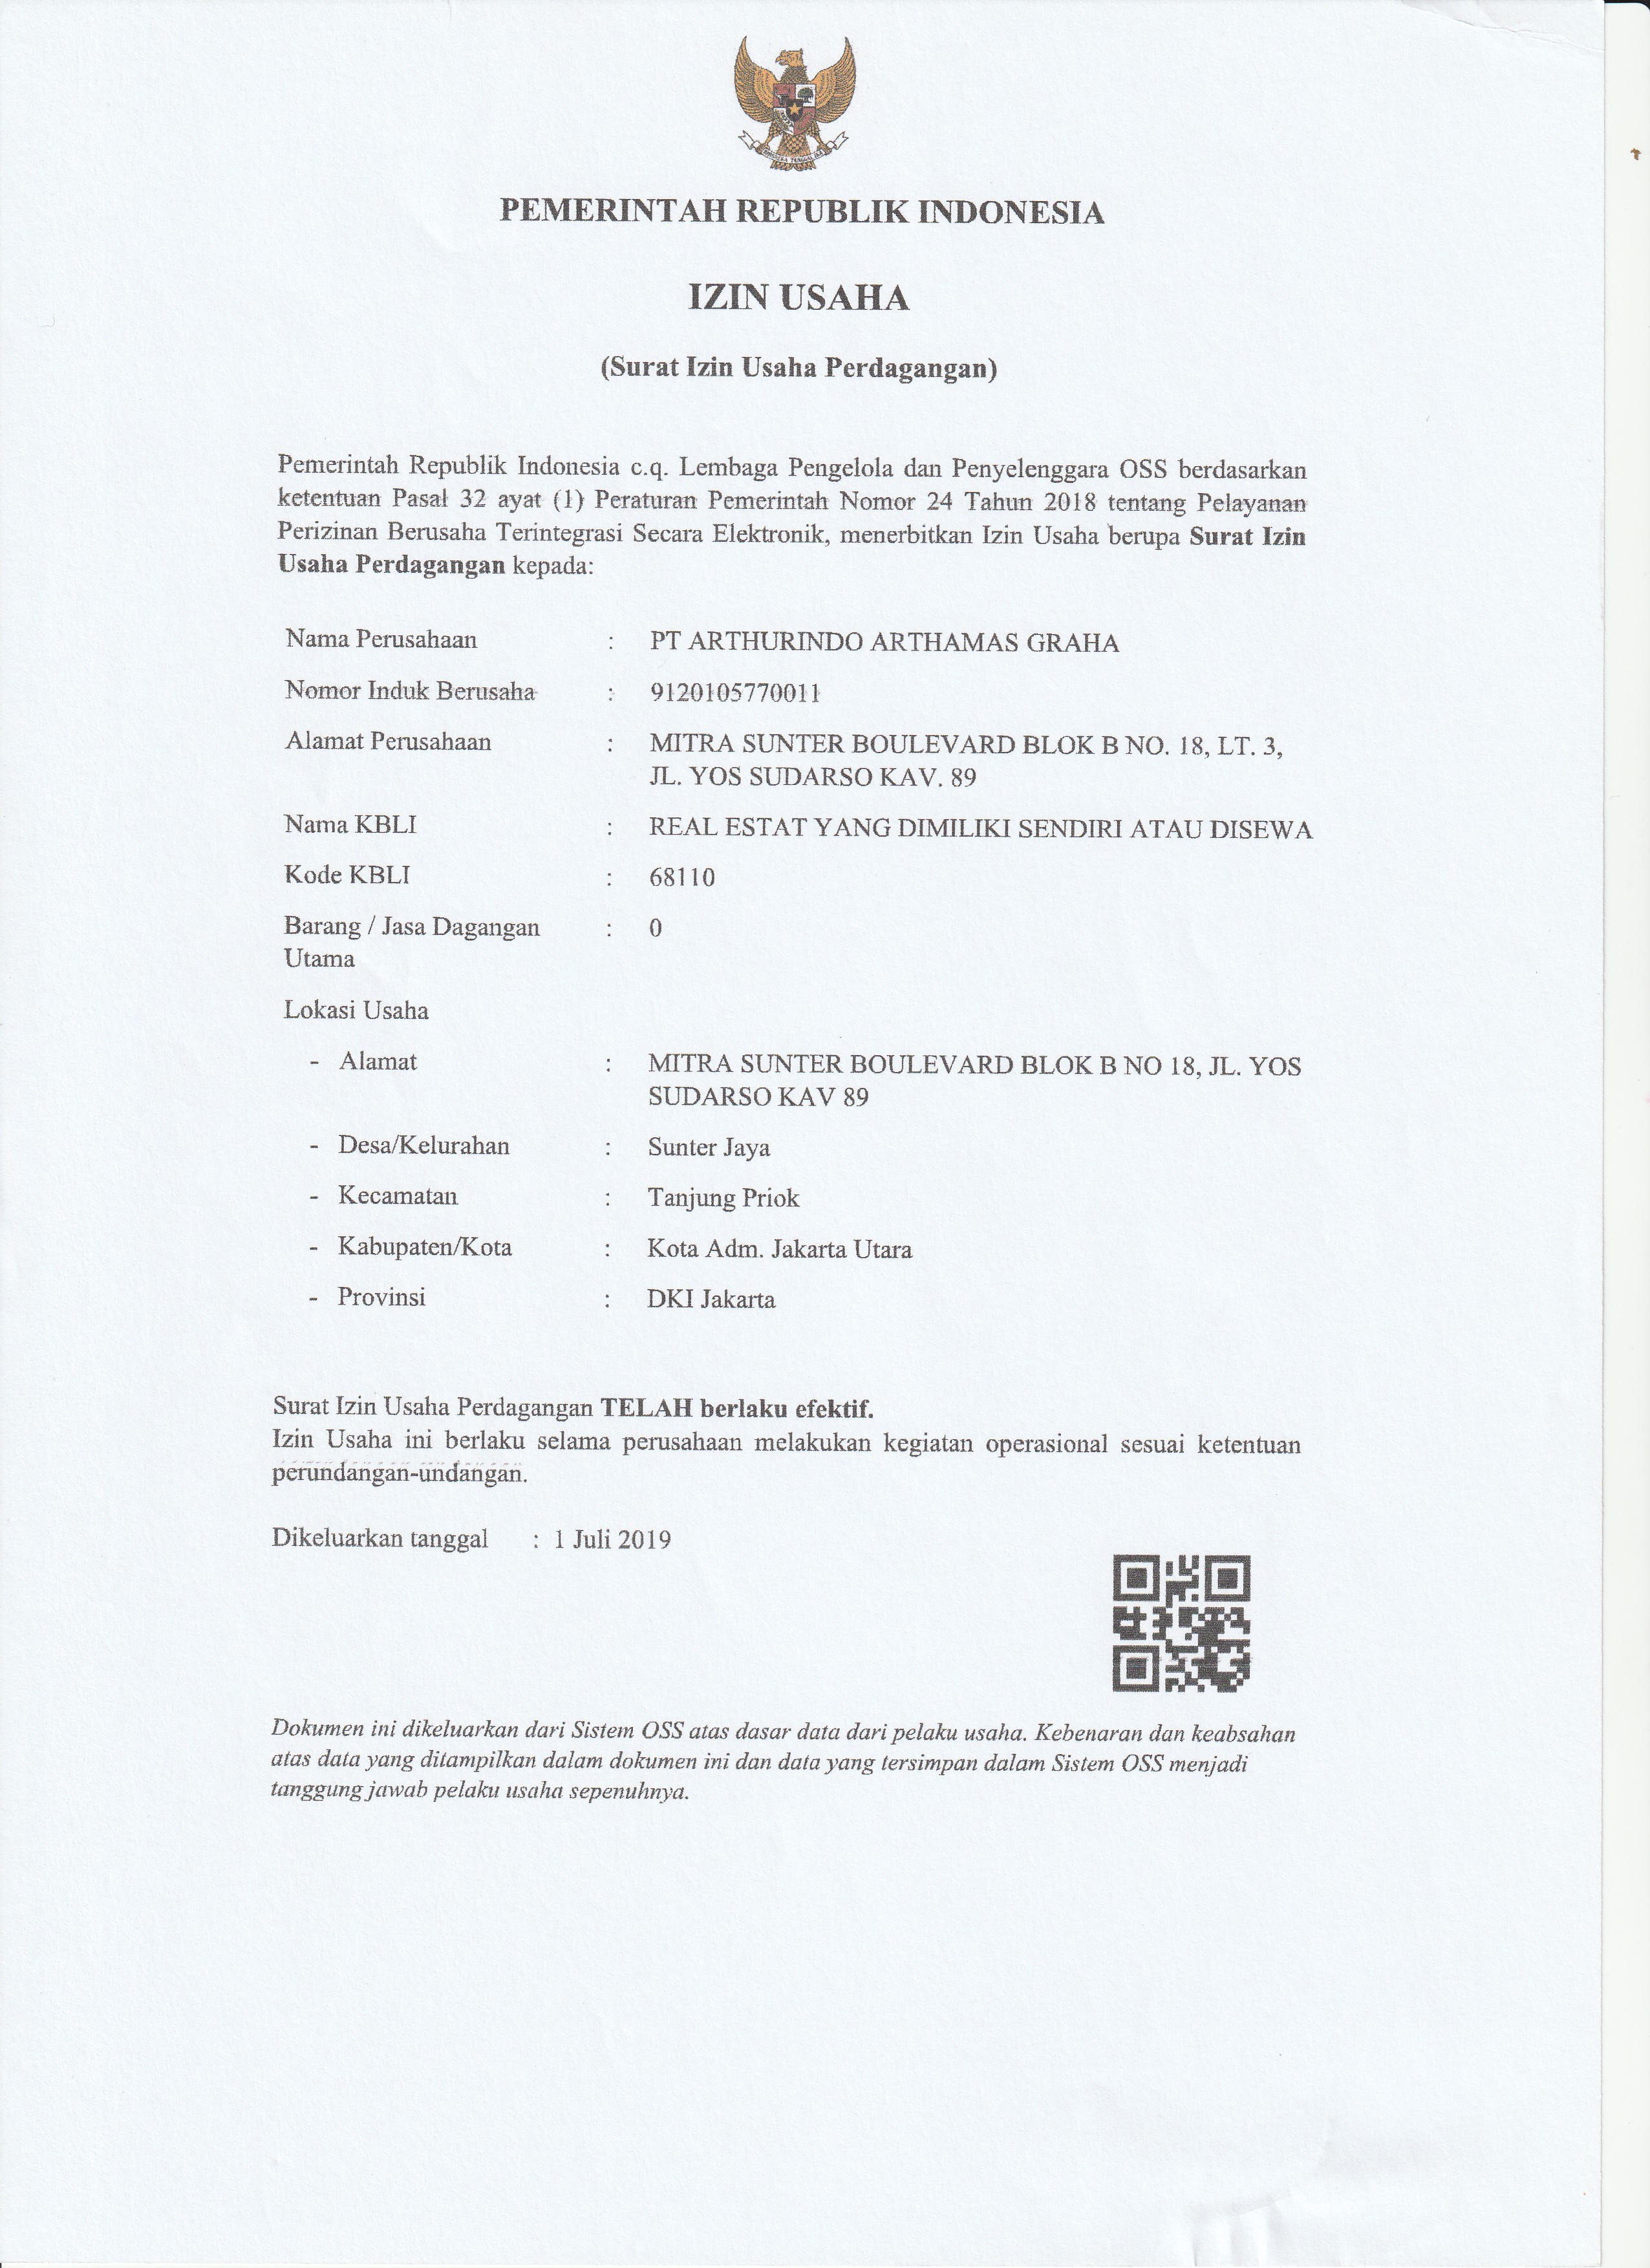 PEMERINTAH REPUBLIK INDONESIA
IZIN USAHA
(Surat Izin Usaha Perdagangan)
Pemerintah Republik Indonesia c.q. Lembaga Pengelola dan Penyelenggara OSS berdasarkan
ketentuan Pasal 32 ayat (1) Peraturan Pemerintah Nomor 24 Tahun 2018 tentang Pelayanan
Perizinan Berusaha Terintegrasi Secara Elektronik, menerbitkan Izin Usaha berupa Surat Izin
Usaha Perdagangan kepada:
Nama Perusahaan : PT ARTHURINDO ARTHAMAS GRAHA
Nomor Induk Berusaha : 9120105770011
Alamat Perusahaan : MITRA SUNTER BOULEVARD BLOK B NO. 18, LT. 3,
JL. YOS SUDARSO KAV. 89
Nama KBLI : REAL ESTAT YANG DIMILIKI SENDIRI ATAU DISEWA
Kode KBLI : 68110
Barang / Jasa Dagangan : 0
Utama
Lokasi Usaha
- Alamat : MITRA SUNTER BOULEVARD BLOK B NO 18, JL. YOS
SUDARSO KAV 89
- Desa/Kelurahan : Sunter Jaya
- Kecamatan : Tanjung Priok
- Kabupaten/Kota : Kota Adm. Jakarta Utara
- Provinsi : DKI Jakarta
Surat Izin Usaha Perdagangan TELAH berlaku efektif.
Izin Usaha ini berlaku selama perusahaan melakukan kegiatan operasional sesuai ketentuan
perundangan-undangan.
Dikeluarkan tanggal : 1 Juli 2019
Dokumen ini dikeluarkan dari Sistem OSS atas dasar data dari pelaku usaha. Kebenaran dan keabsahan
atas data yang ditampilkan dalam dokumen ini dan data yang tersimpan dalam Sistem OSS menjadi
tanggung jawab pelaku usaha sepenuhnya.